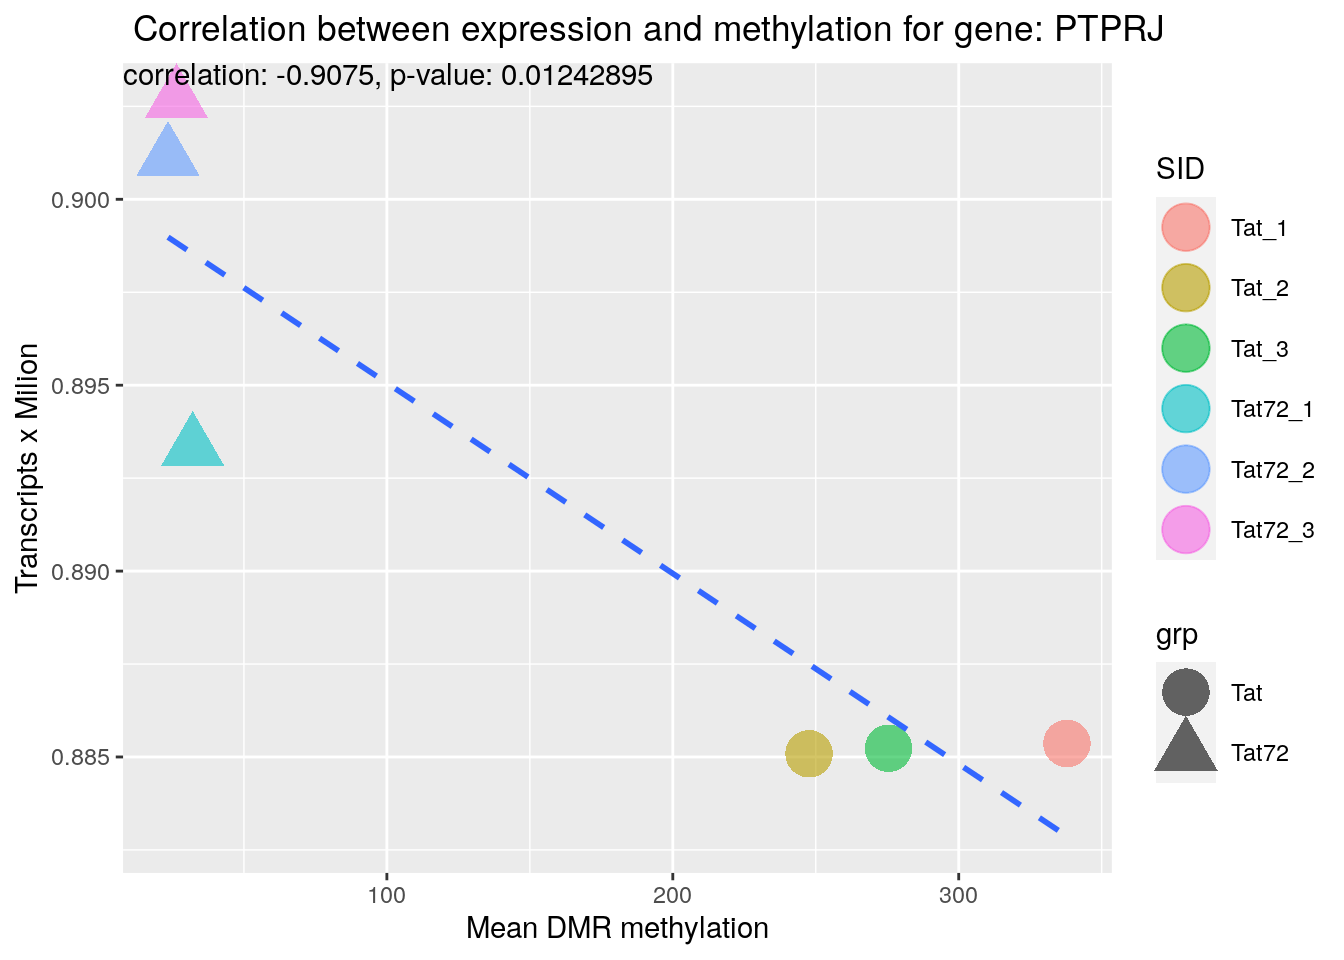 Correlation between expression and methylation for gene: PTPRJ
correlation: -0.9075, p-value: 0.01242895
0.900
0.895
0.890
0.885
Transcripts x Milion
100
200
300
Mean DMR methylation
SID
Tat_1
Tat_2
Tat_3
Tat72_1
Tat72_2
Tat72_3
grp
Tat
Tat72